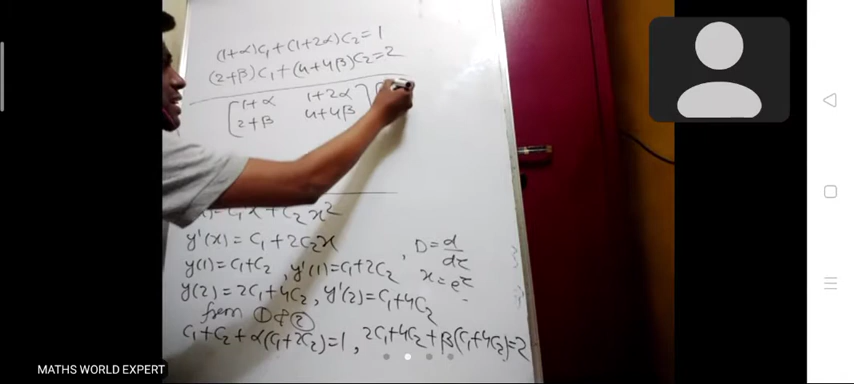 (1+α)C₁+(1+2α)C₂=1
(2+β)C₁+(4+4β)C₂=2
[1+α 1+2α] [
2+β 4+4β
=C₁x+C₂x²
y'(x)=C₁+2C₂x
D=d/dz
y(1)=C₁+C₂, y'(1)=C₁+2C₂, x=e^z
y(2)=2C₁+4C₂, y'(2)=C₁+4C₂
from ① & ②
C₁+C₂+α(C₁+2C₂)=1, 2C₁+4C₂+β(C₁+4C₂)=2
MATHS WORLD EXPERT